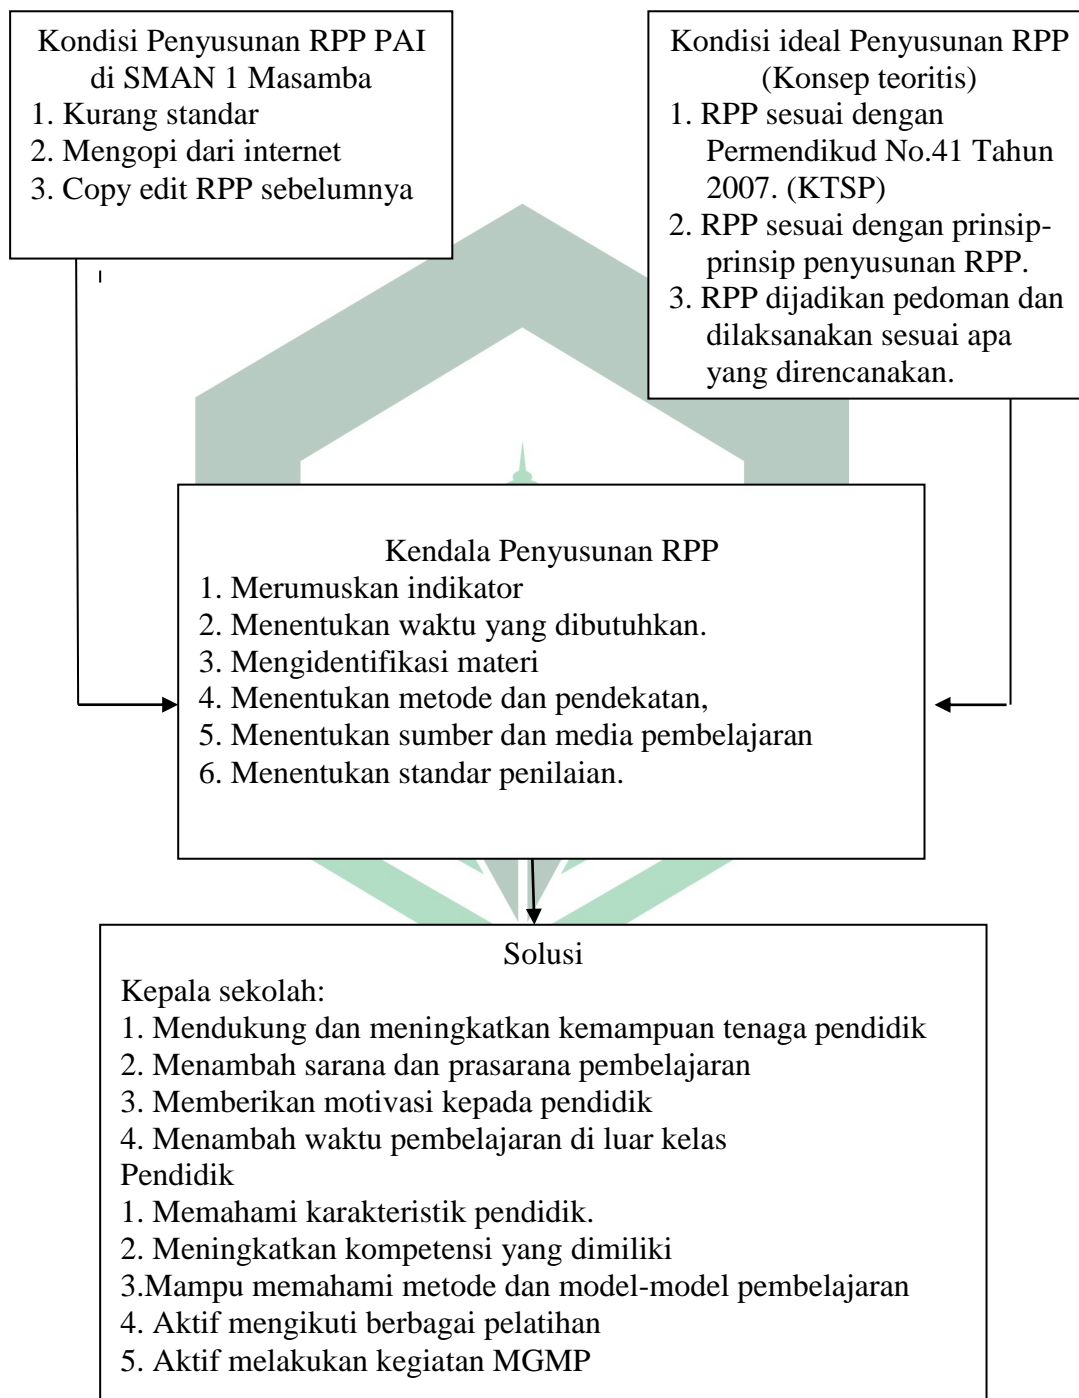 Kondisi Penyusunan RPP PAI
di SMAN 1 Masamba
1. Kurang standar
2. Mengopi dari internet
3. Copy edit RPP sebelumnya
Kondisi ideal Penyusunan RPP
(Konsep teoritis)
1. RPP sesuai dengan
Permendikud No.41 Tahun
2007. (KTSP)
2. RPP sesuai dengan prinsip-
prinsip penyusunan RPP.
3. RPP dijadikan pedoman dan
dilaksanakan sesuai apa
yang direncanakan.
Kendala Penyusunan RPP
1. Merumuskan indikator
2. Menentukan waktu yang dibutuhkan.
3. Mengidentifikasi materi
4. Menentukan metode dan pendekatan,
5. Menentukan sumber dan media pembelajaran
6. Menentukan standar penilaian.
Solusi
Kepala sekolah:
1. Mendukung dan meningkatkan kemampuan tenaga pendidik
2. Menambah sarana dan prasarana pembelajaran
3. Memberikan motivasi kepada pendidik
4. Menambah waktu pembelajaran di luar kelas
Pendidik
1. Memahami karakteristik pendidik.
2. Meningkatkan kompetensi yang dimiliki
3.Mampu memahami metode dan model-model pembelajaran
4. Aktif mengikuti berbagai pelatihan
5. Aktif melakukan kegiatan MGMP